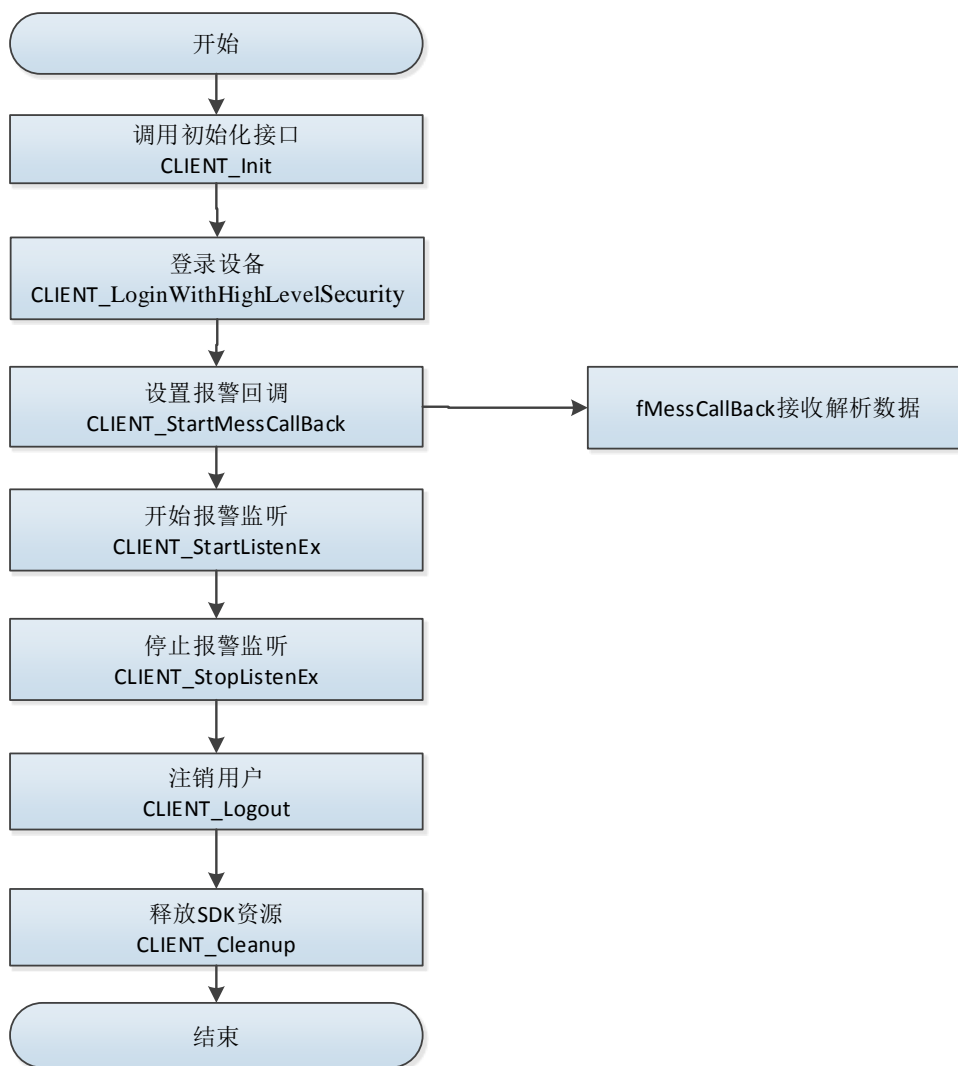 开始
调用初始化接口
CLIENT_Init
登录设备
CLIENT_LoginWithHighLevelSecurity
设置报警回调
CLIENT_StartMessCallBack
fMessCallBack接收解析数据
开始报警监听
CLIENT_StartListenEx
停止报警监听
CLIENT_StopListenEx
注销用户
CLIENT_Logout
释放SDK资源
CLIENT_Cleanup
结束